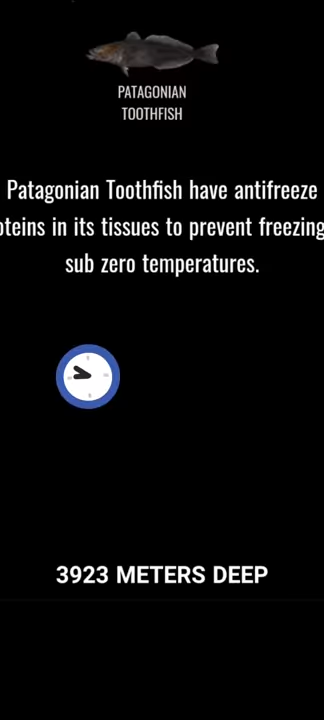 PATAGONIAN
TOOTHFISH
Patagonian Toothfish have antifreeze
oteins in its tissues to prevent freezing
sub zero temperatures.
3923 METERS DEEP